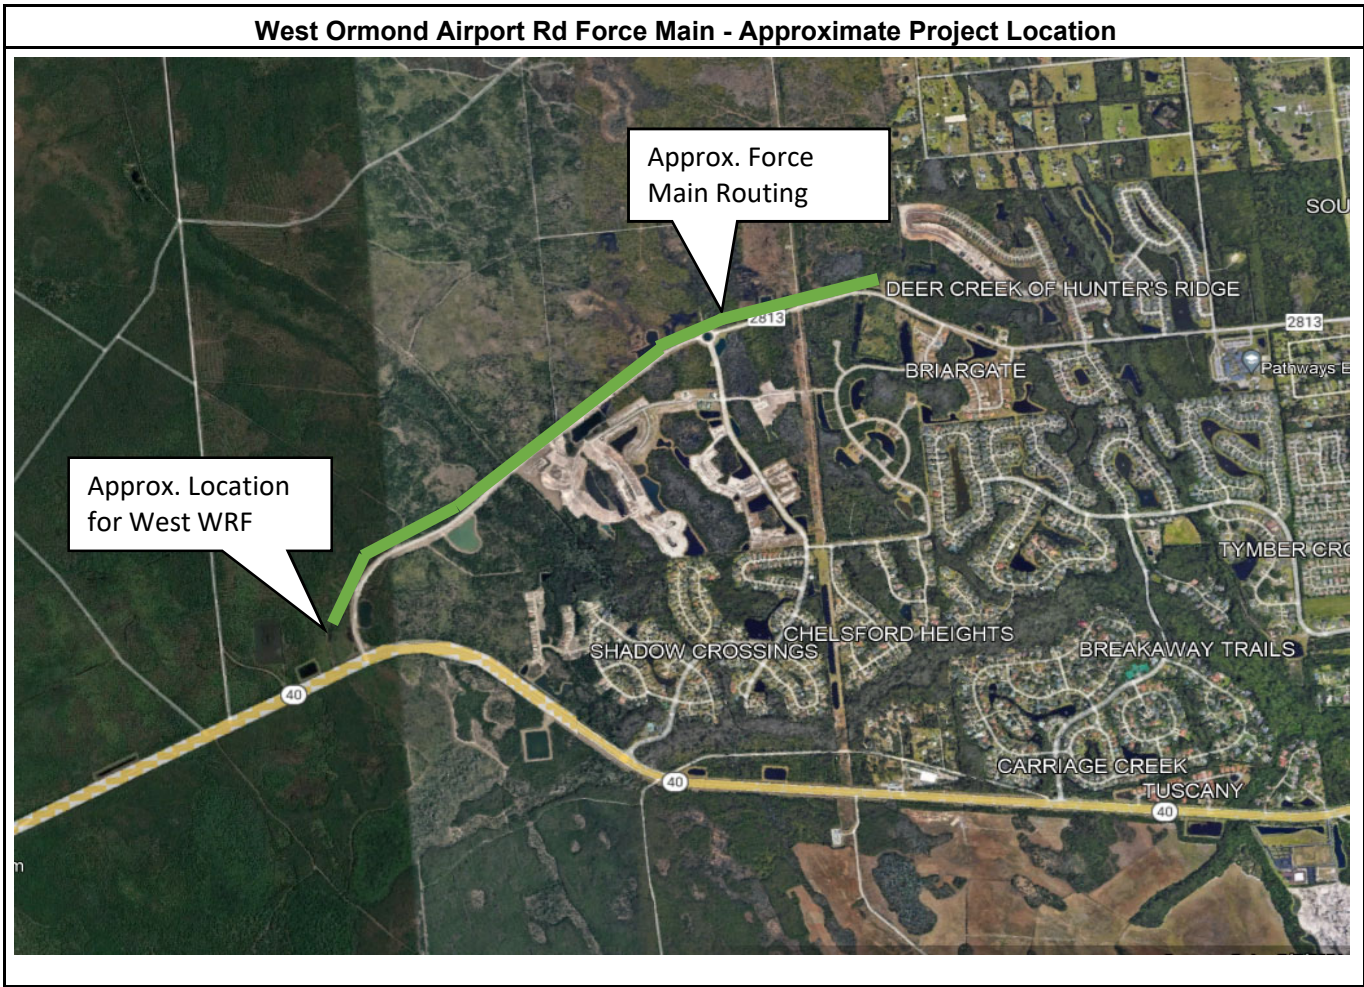 West Ormond Airport Rd Force Main - Approximate Project Location
Approx. Force
Main Routing
SOU
DEER CREEK OF HUNTER'S RIDGE
2813
2813
Pathways E
BRIARGATE
Approx. Location
for West WRF
TYMBER CRO
CHELSFORD HEIGHTS
SHADOW CROSSINGS
BREAKAWAY TRAILS
40
CARRIAGE CREEK
40
TUSCANY
40
m